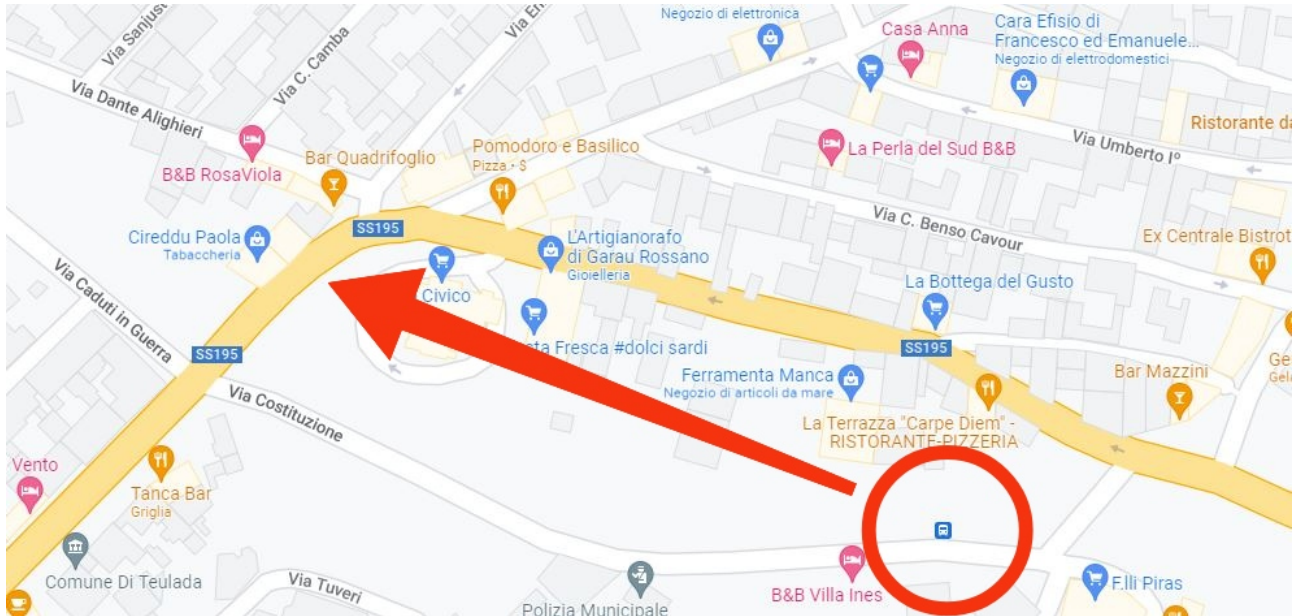 Negozio di elettronica
Via Sanjust
Via C. Camba
Casa Anna
Cara Efisio di
Francesco ed Emanuele...
Negozio di elettrodomestici
Via Dante Alighieri
Ristorante da
Via Umberto Iº
B&B RosaViola
Bar Quadrifoglio
Pomodoro e Basilico
Pizza · $
La Perla del Sud B&B
Via C. Benso Cavour
SS195
Cireddu Paola
Tabaccheria
L'Artigianorafo
di Garau Rossano
Gioielleria
Ex Centrale Bistrot
Via Caduti in Guerra
Civico
La Bottega del Gusto
SS195
Fresca #dolci sardi
SS195
Ferramenta Manca
Negozio di articoli da mare
Bar Mazzini
Via Costituzione
La Terrazza "Carpe Diem" -
RISTORANTE-PIZZERIA
Vento
Tanca Bar
Griglia
Comune Di Teulada
Via Tuveri
Polizia Municipale
B&B Villa Ines
F.lli Piras